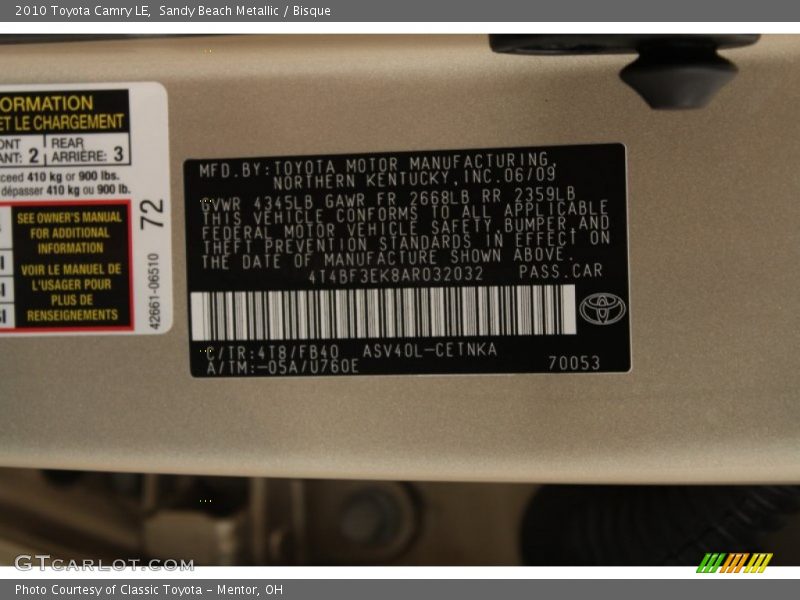 2010 Toyota Camry LE, Sandy Beach Metallic / Bisque
ORMATION
ET LE CHARGEMENT
ONT
ANT: 2
REAR
ARRIÈRE: 3
xceed 410 kg or 900 lbs.
dépasser 410 kg ou 900 lb.
SEE OWNER'S MANUAL
FOR ADDITIONAL
INFORMATION
VOIR LE MANUEL DE
L'USAGER POUR
PLUS DE
RENSEIGNEMENTS
72
42661-06510
MFD.BY:TOYOTA MOTOR MANUFACTURING,
NORTHERN KENTUCKY,INC.06/09
GVWR 4345LB GAWR FR 2668LB RR 2359LB
THIS VEHICLE CONFORMS TO ALL APPLICABLE
FEDERAL MOTOR VEHICLE SAFETY,BUMPER,AND
THEFT PREVENTION STANDARDS IN EFFECT ON
THE DATE OF MANUFACTURE SHOWN ABOVE.
4T4BF3EK8AR032032 PASS.CAR
C/TR:4T8/FB40 ASV40L-CETNKA
A/TM:-05A/U760E 70053
GTCARLOT.COM
Photo Courtesy of Classic Toyota - Mentor, OH